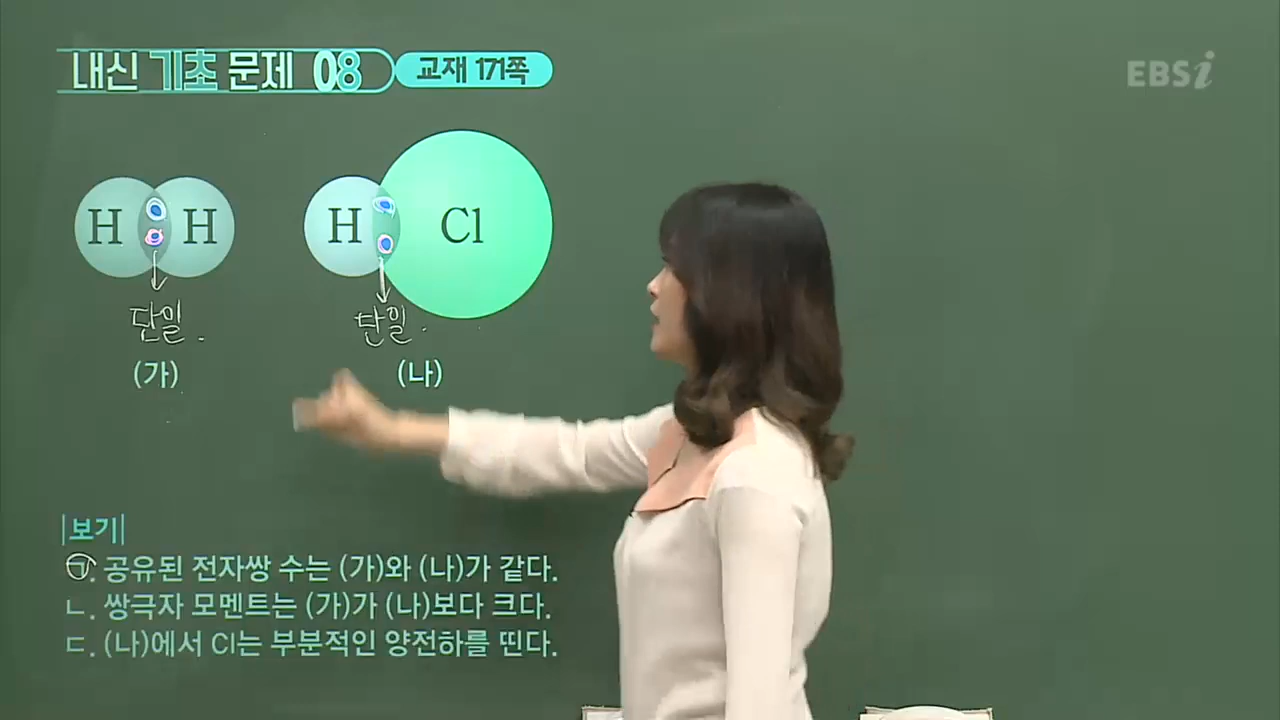 내신 기초 문제 08 교재 171쪽
EBSi
H H H Cl
단일. 단일.
(가) (나)
|보기|
ㄱ. 공유된 전자쌍 수는 (가)와 (나)가 같다.
ㄴ. 쌍극자 모멘트는 (가)가 (나)보다 크다.
ㄷ. (나)에서 Cl는 부분적인 양전하를 띤다.